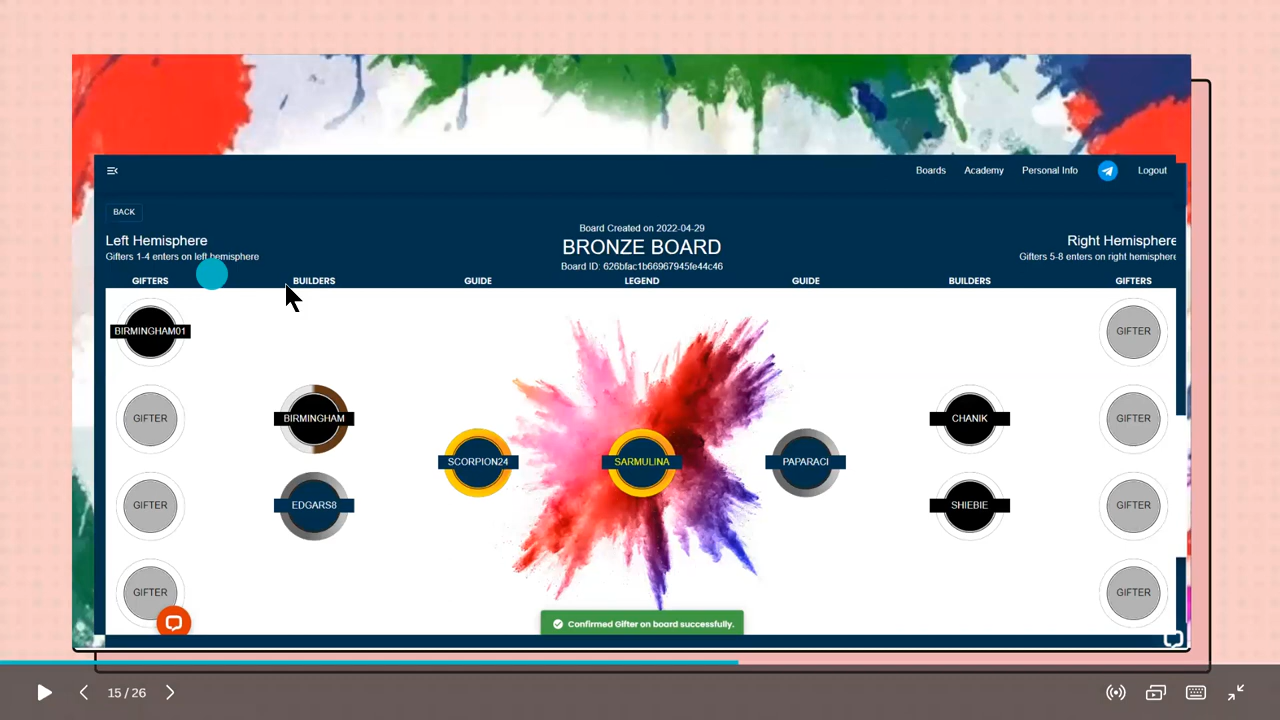 Boards Academy Personal Info Logout
BACK
Board Created on 2022-04-29
Left Hemisphere BRONZE BOARD Right Hemisphere
Gifters 1-4 enters on left hemisphere Board ID: 626bfac1b66967945fe44c46 Gifters 5-8 enters on right hemisphere
GIFTERS BUILDERS GUIDE LEGEND GUIDE BUILDERS GIFTERS
BIRMINGHAM01 GIFTER
GIFTER BIRMINGHAM CHANIK GIFTER
SCORPION24 SARMULINA PAPARACI
GIFTER EDGARS8 SHIEBIE GIFTER
GIFTER GIFTER
Confirmed Gifter on board successfully.
15 / 26